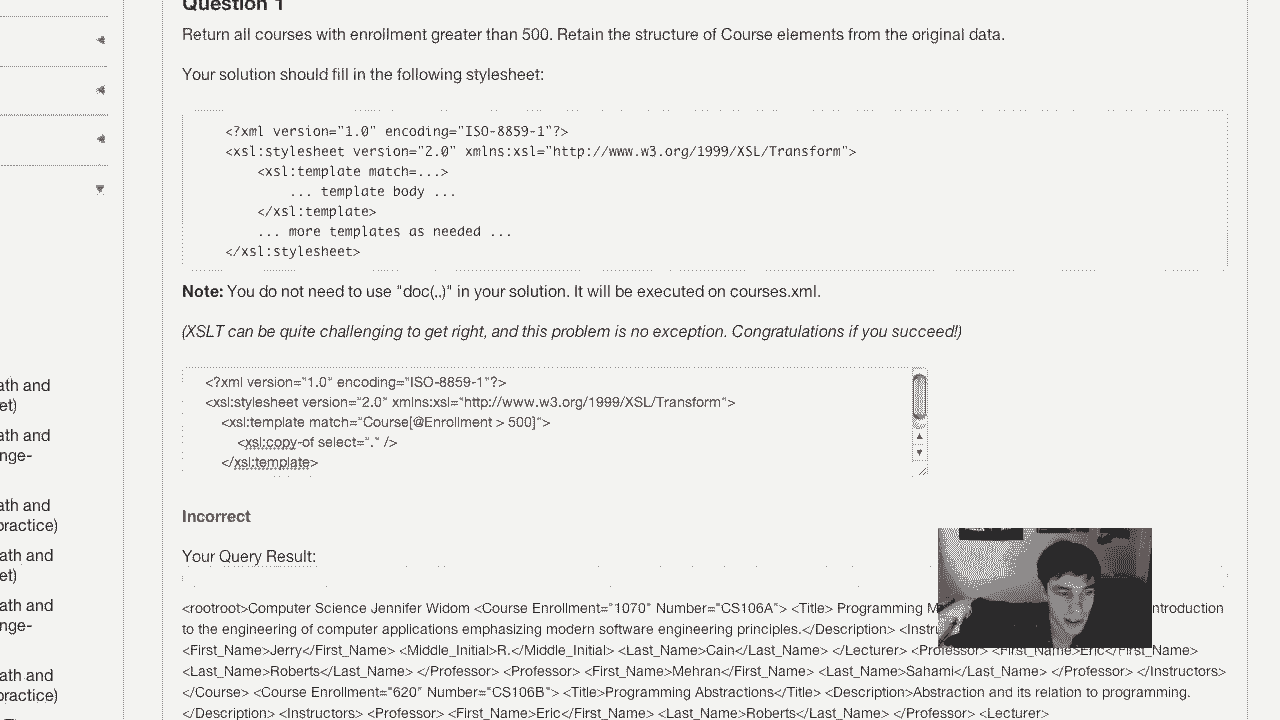 Question 1
Return all courses with enrollment greater than 500. Retain the structure of Course elements from the original data.
Your solution should fill in the following stylesheet:
<?xml version="1.0" encoding="ISO-8859-1"?>
<xsl:stylesheet version="2.0" xmlns:xsl="http://www.w3.org/1999/XSL/Transform">
<xsl:template match=...>
... template body ...
</xsl:template>
... more templates as needed ...
</xsl:stylesheet>
Note: You do not need to use "doc(..)" in your solution. It will be executed on courses.xml.
(XSLT can be quite challenging to get right, and this problem is no exception. Congratulations if you succeed!)
<?xml version="1.0" encoding="ISO-8859-1"?>
<xsl:stylesheet version="2.0" xmlns:xsl="http://www.w3.org/1999/XSL/Transform">
<xsl:template match="Course[@Enrollment > 500]">
<xsl:copy-of select="." />
</xsl:template>
ath and
et)
ath and
nge-
ath and
practice)
ath and
et)
ath and
nge-
ath and
practice)
Incorrect
Your Query Result:
<rootroot>Computer Science Jennifer Widom <Course Enrollment="1070" Number="CS106A"> <Title> Programming M ntroduction
to the engineering of computer applications emphasizing modern software engineering principles.</Description> <Instru
<First_Name>Jerry</First_Name> <Middle_Initial>R.</Middle_Initial> <Last_Name>Cain</Last_Name> </Lecturer> <Professor> <First_Name>Eric</First_Name>
<Last_Name>Roberts</Last_Name> </Professor> <Professor> <First_Name>Mehran</First_Name> <Last_Name>Sahami</Last_Name> </Professor> </Instructors>
</Course> <Course Enrollment="620" Number="CS106B"> <Title>Programming Abstractions</Title> <Description>Abstraction and its relation to programming.
</Description> <Instructors> <Professor> <First_Name>Eric</First_Name> <Last_Name>Roberts</Last_Name> </Professor> <Lecturer>